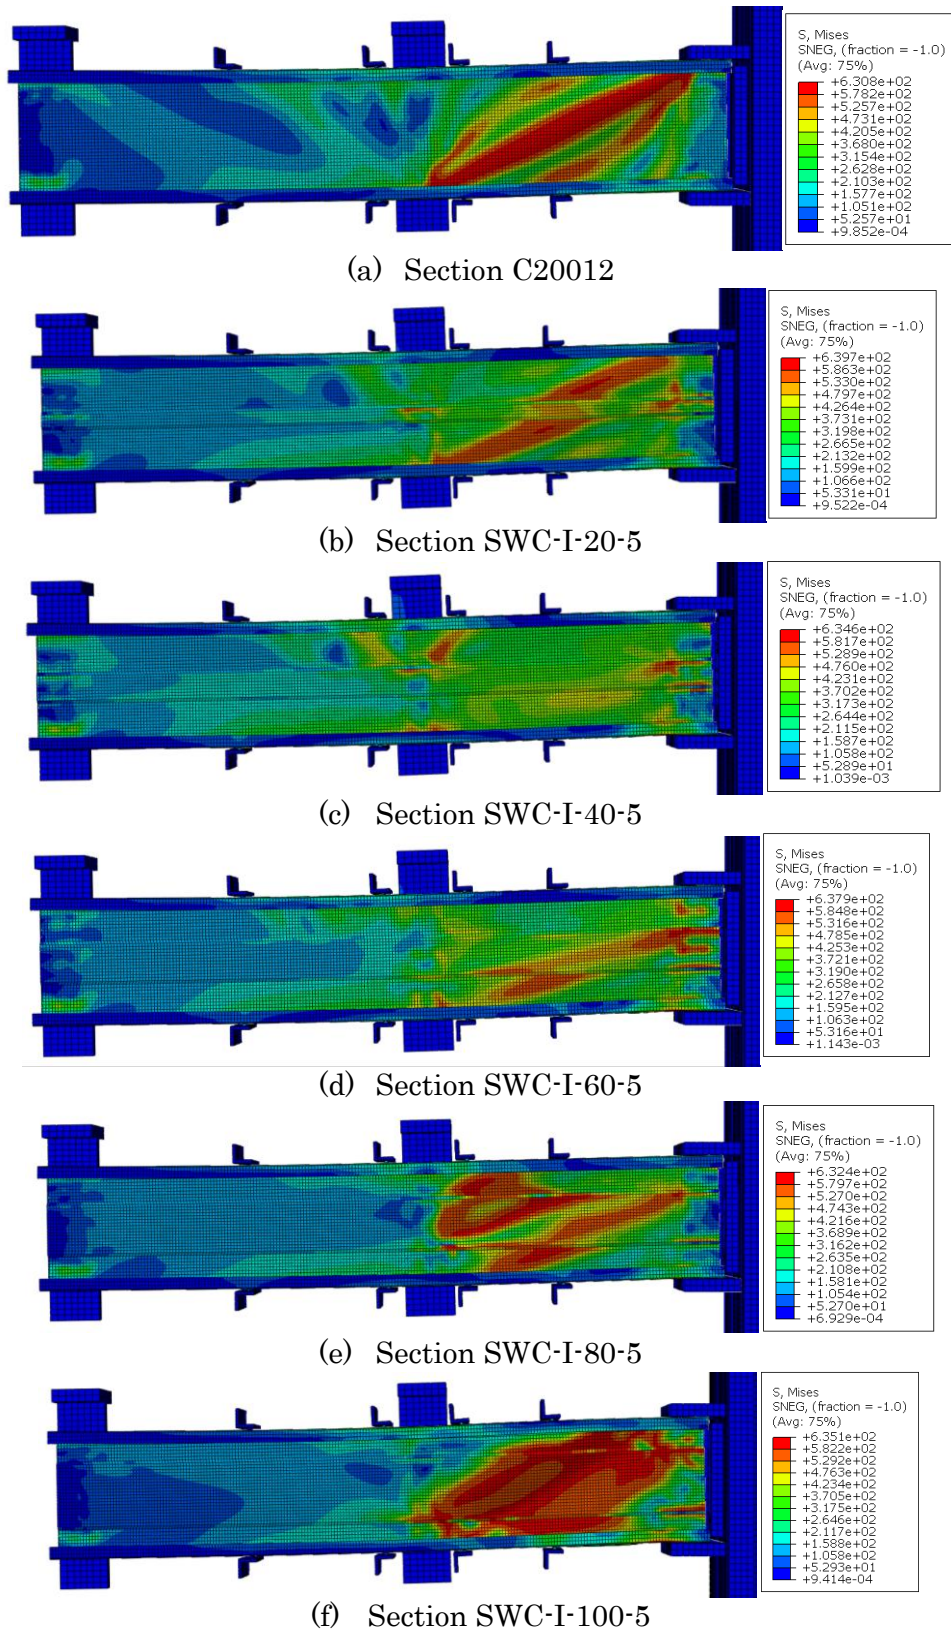 S, Mises
SNEG, (fraction = -1.0)
(Avg: 75%)
+6.308e+02
+5.782e+02
+5.257e+02
+4.731e+02
+4.205e+02
+3.680e+02
+3.154e+02
+2.628e+02
+2.103e+02
+1.577e+02
+1.051e+02
+5.257e+01
+9.852e-04
(a) Section C20012
S, Mises
SNEG, (fraction = -1.0)
(Avg: 75%)
+6.397e+02
+5.863e+02
+5.330e+02
+4.797e+02
+4.264e+02
+3.731e+02
+3.198e+02
+2.665e+02
+2.132e+02
+1.599e+02
+1.066e+02
+5.331e+01
+9.522e-04
(b) Section SWC-I-20-5
S, Mises
SNEG, (fraction = -1.0)
(Avg: 75%)
+6.346e+02
+5.817e+02
+5.289e+02
+4.760e+02
+4.231e+02
+3.702e+02
+3.173e+02
+2.644e+02
+2.115e+02
+1.587e+02
+1.058e+02
+5.289e+01
+1.039e-03
(c) Section SWC-I-40-5
S, Mises
SNEG, (fraction = -1.0)
(Avg: 75%)
+6.379e+02
+5.848e+02
+5.316e+02
+4.785e+02
+4.253e+02
+3.721e+02
+3.190e+02
+2.658e+02
+2.127e+02
+1.595e+02
+1.063e+02
+5.316e+01
+1.143e-03
(d) Section SWC-I-60-5
S, Mises
SNEG, (fraction = -1.0)
(Avg: 75%)
+6.324e+02
+5.797e+02
+5.270e+02
+4.743e+02
+4.216e+02
+3.689e+02
+3.162e+02
+2.635e+02
+2.108e+02
+1.581e+02
+1.054e+02
+5.270e+01
+6.929e-04
(e) Section SWC-I-80-5
S, Mises
SNEG, (fraction = -1.0)
(Avg: 75%)
+6.351e+02
+5.822e+02
+5.292e+02
+4.763e+02
+4.234e+02
+3.705e+02
+3.175e+02
+2.646e+02
+2.117e+02
+1.588e+02
+1.058e+02
+5.293e+01
+9.414e-04
(f) Section SWC-I-100-5